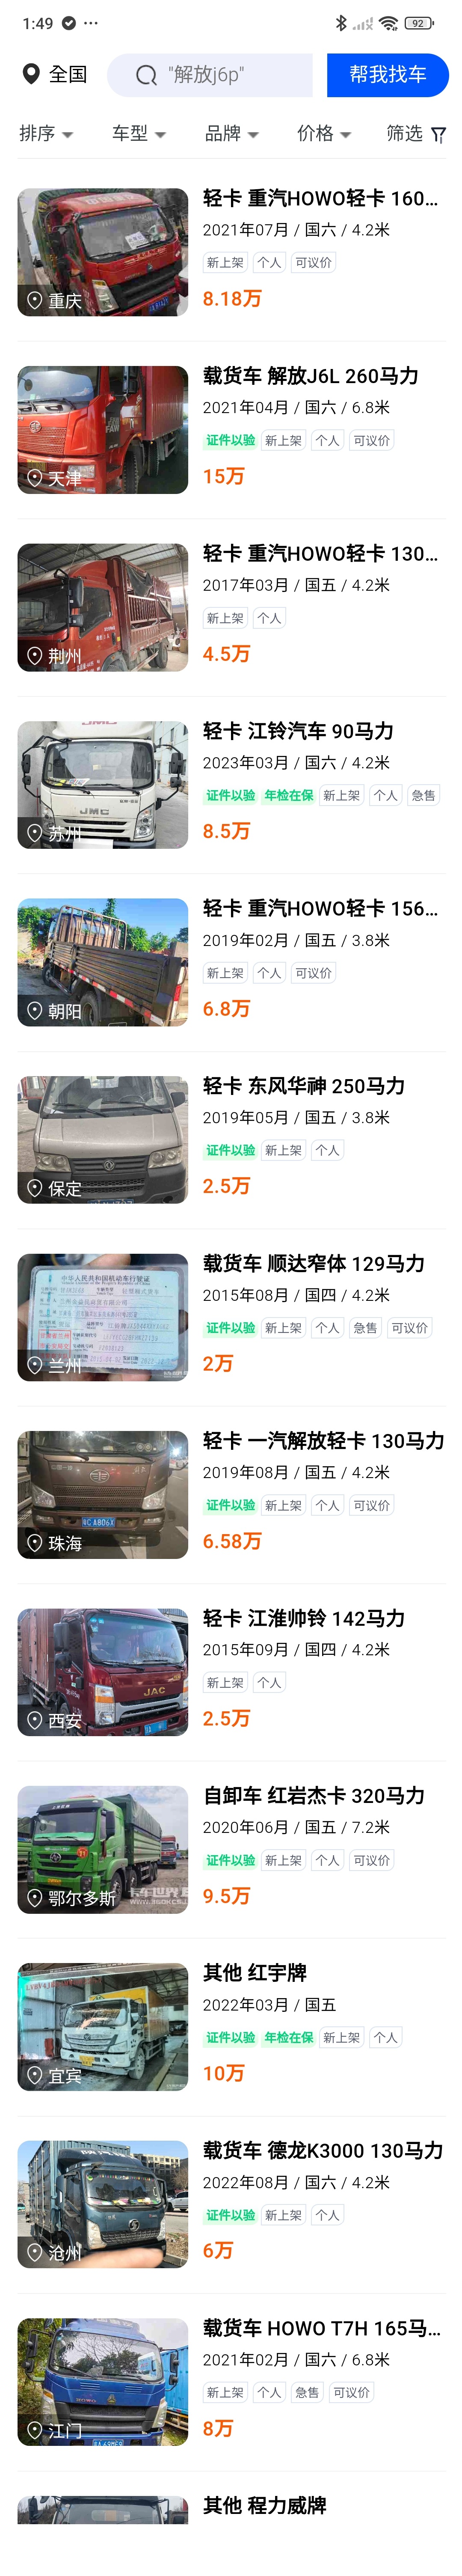 1:49
92
全国
"解放j6p"
帮我找车
排序
车型
品牌
价格
筛选
轻卡 重汽HOWO轻卡 160...
2021年07月 / 国六 / 4.2米
新上架 个人 可议价
8.18万
重庆
载货车 解放J6L 260马力
2021年04月 / 国六 / 6.8米
证件以验 新上架 个人 可议价
15万
FAW
天津
轻卡 重汽HOWO轻卡 130...
2017年03月 / 国五 / 4.2米
新上架 个人
4.5万
荆州
轻卡 江铃汽车 90马力
2023年03月 / 国六 / 4.2米
证件以验 年检在保 新上架 个人 急售
8.5万
JMC
苏州
轻卡 重汽HOWO轻卡 156...
2019年02月 / 国五 / 3.8米
新上架 个人 可议价
6.8万
朝阳
轻卡 东风华神 250马力
2019年05月 / 国五 / 3.8米
证件以验 新上架 个人
2.5万
保定
载货车 顺达窄体 129马力
2015年08月 / 国四 / 4.2米
证件以验 新上架 个人 急售 可议价
2万
中华人民共和国机动车行驶证
兰州
轻卡 一汽解放轻卡 130马力
2019年08月 / 国五 / 4.2米
证件以验 新上架 个人 可议价
6.58万
珠海
轻卡 江淮帅铃 142马力
2015年09月 / 国四 / 4.2米
新上架 个人
2.5万
JAC
西安
自卸车 红岩杰卡 320马力
2020年06月 / 国五 / 7.2米
证件以验 新上架 个人 可议价
9.5万
卡车世界
鄂尔多斯
其他 红宇牌
2022年03月 / 国五
证件以验 年检在保 新上架 个人
10万
宜宾
载货车 德龙K3000 130马力
2022年08月 / 国六 / 4.2米
证件以验 新上架 个人
6万
沧州
载货车 HOWO T7H 165马...
2021年02月 / 国六 / 6.8米
新上架 个人 急售 可议价
8万
江门
其他 程力威牌